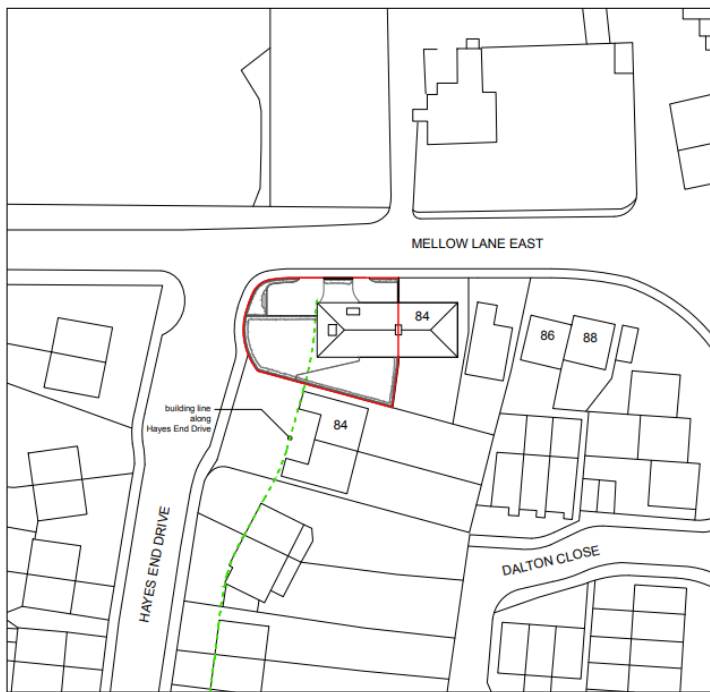 MELLOW LANE EAST
84
86
88
building line
along
Hayes End Drive
84
HAYES END DRIVE
DALTON CLOSE